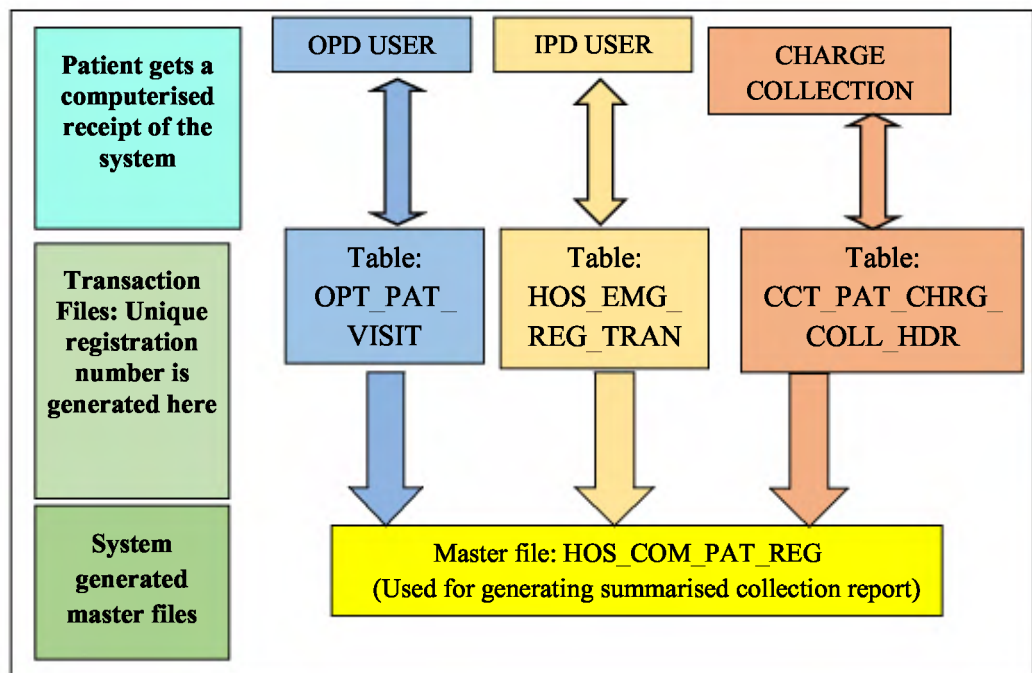 Patient gets a
computerised
receipt of the
system
OPD USER
IPD USER
CHARGE
COLLECTION
Transaction
Files: Unique
registration
number is
generated here
Table:
OPT_PAT_
VISIT
Table:
HOS_EMG_
REG_TRAN
Table:
CCT_PAT_CHRG_
COLL_HDR
System
generated
master files
Master file: HOS_COM_PAT_REG
(Used for generating summarised collection report)